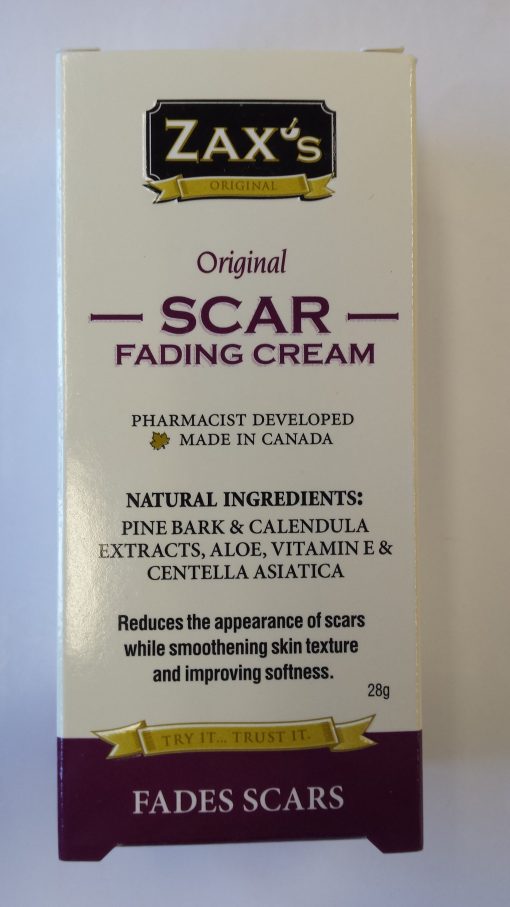 ZAX's
ORIGINAL
Original
SCAR
FADING CREAM
PHARMACIST DEVELOPED
MADE IN CANADA
NATURAL INGREDIENTS:
PINE BARK & CALENDULA
EXTRACTS, ALOE, VITAMIN E &
CENTELLA ASIATICA
Reduces the appearance of scars
while smoothening skin texture
and improving softness.
28g
TRY IT... TRUST IT.
FADES SCARS